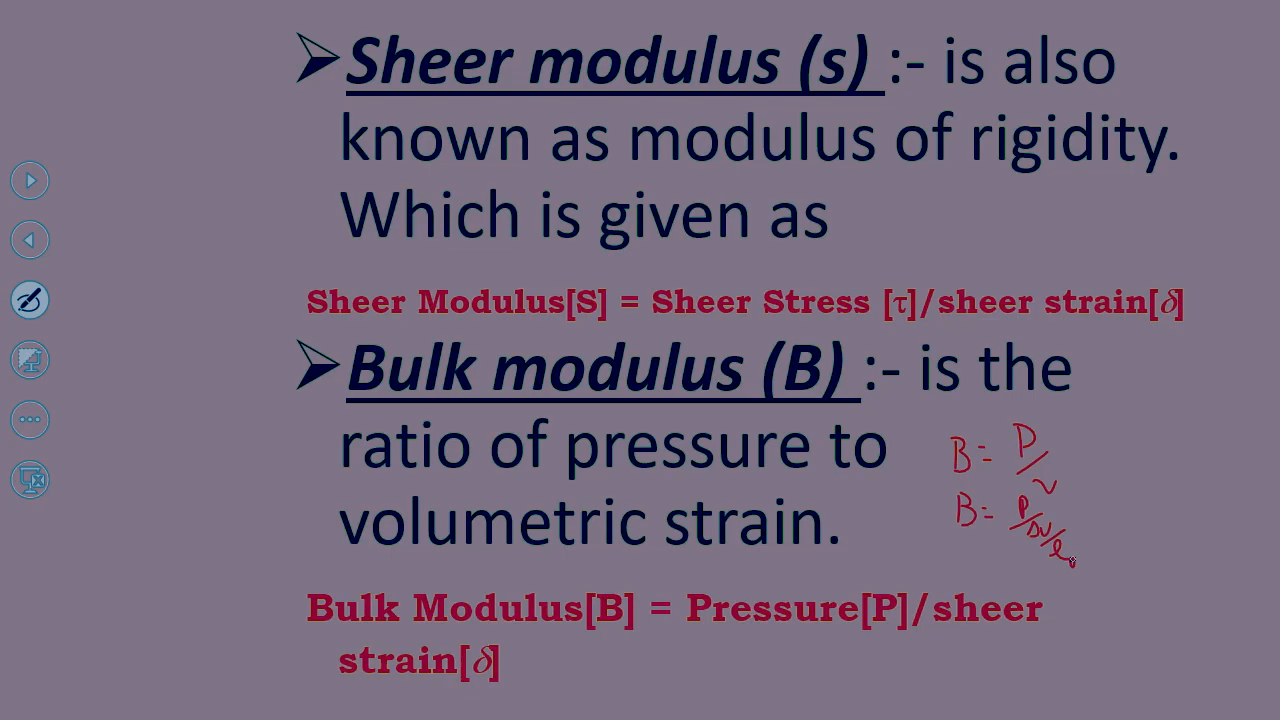 Sheer modulus (s) :- is also
known as modulus of rigidity.
Which is given as
Sheer Modulus[S] = Sheer Stress [τ]/sheer strain[δ]
Bulk modulus (B) :- is the
ratio of pressure to
volumetric strain.
B = P/
B = P/ΔV/
Bulk Modulus[B] = Pressure[P]/sheer
strain[δ]